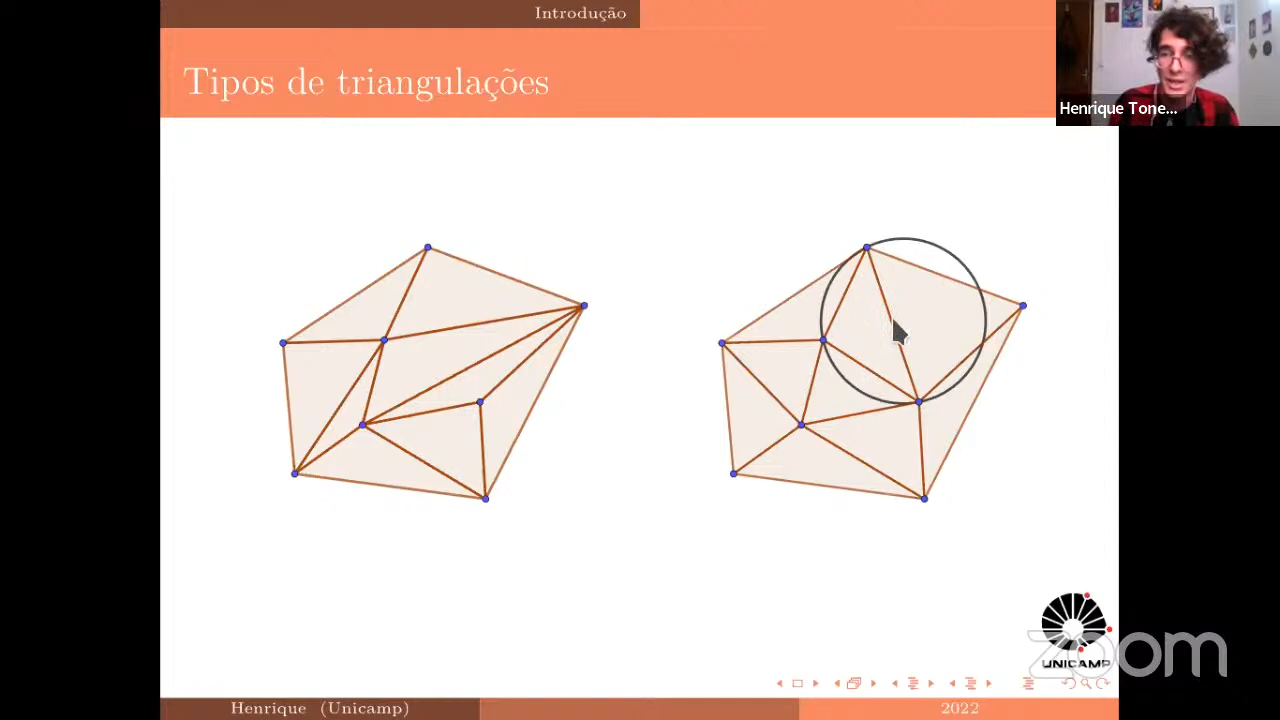 Introdução
Tipos de triangulações
Henrique Tone...
UNICAMP
zoom
Henrique (Unicamp)
2022